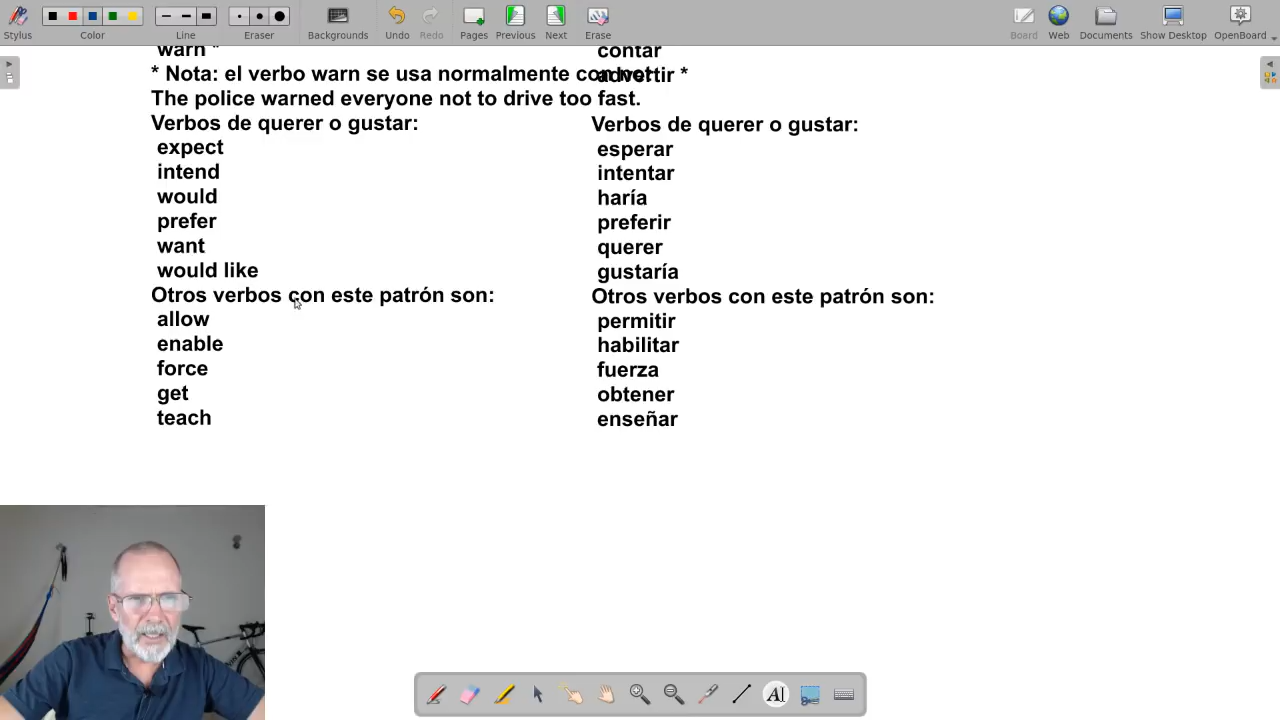 Stylus Color Line Eraser Backgrounds Undo Redo Pages Previous Next Erase Board Web Documents Show Desktop OpenBoard
warn *
contar
* Nota: el verbo warn se usa normalmente con not.
advertir *
The police warned everyone not to drive too fast.
Verbos de querer o gustar:
expect
intend
would
prefer
want
would like
Otros verbos con este patrón son:
allow
enable
force
get
teach
Verbos de querer o gustar:
esperar
intentar
haría
preferir
querer
gustaría
Otros verbos con este patrón son:
permitir
habilitar
fuerza
obtener
enseñar